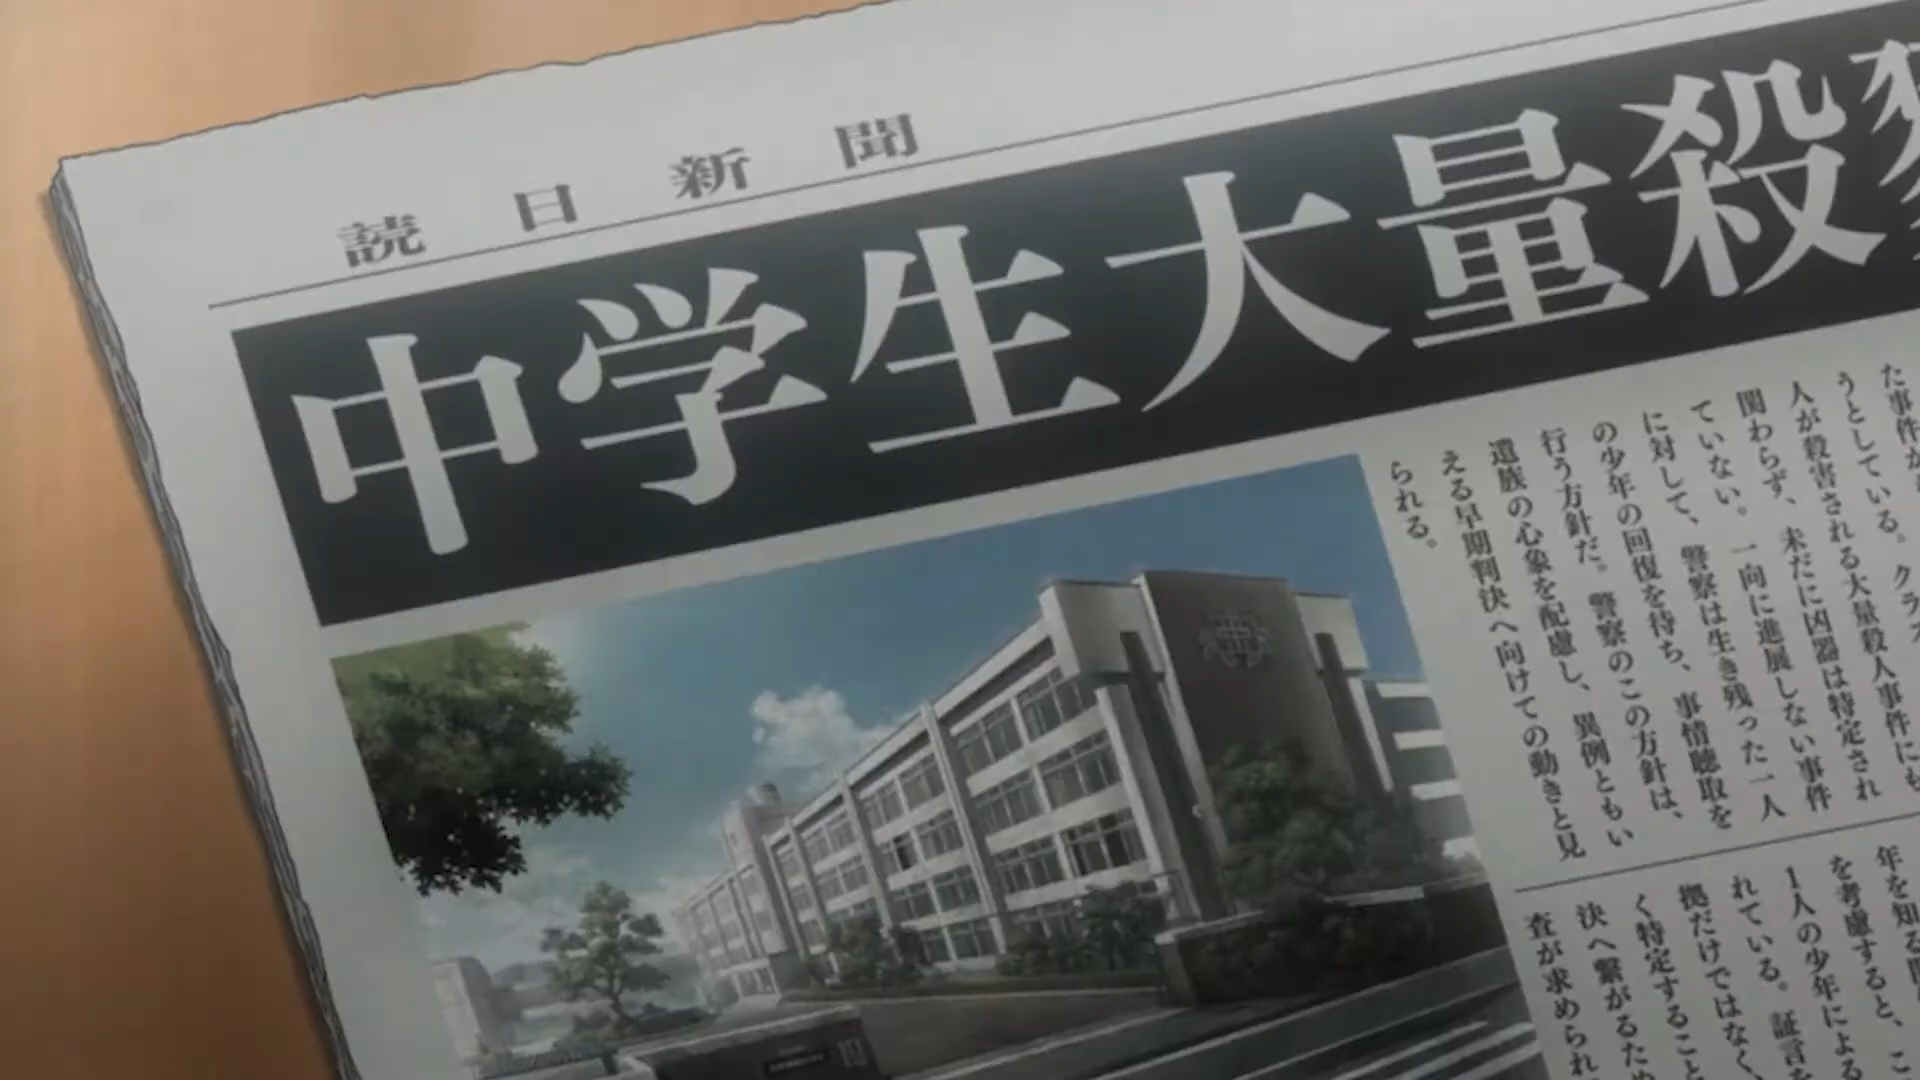 読日新聞
中学生大量殺
た事件が
うとしている。クラス
人が殺害される大量殺人事件にも
関わらず、未だに凶器は特定され
ていない。一向に進展しない事件
に対して、警察は生き残った一人
の少年の回復を待ち、事情聴取を
行う方針だ。警察のこの方針は、
遺族の心象を配慮し、異例ともい
える早期判決へ向けての動きと見
られる。
年を知る
を考慮すると、こ
1人の少年による
れている。証言を
拠だけではなく、
く特定すること
決へ繋がるため
査が求められ